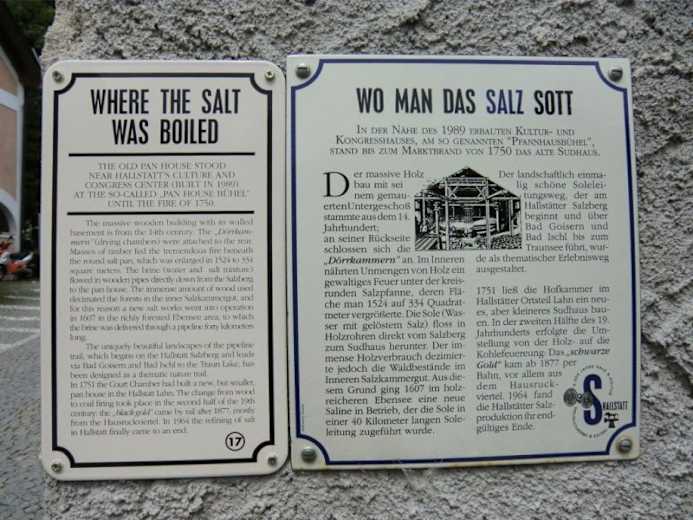 WHERE THE SALT
WAS BOILED
THE OLD PAN HOUSE STOOD
NEAR HALLSTATT'S CULTURE AND
CONGRESS CENTER (BUILT IN 1989)
AT THE SO-CALLED „PAN HOUSE BÜHEL"
UNTIL THE FIRE OF 1750.
The massive wooden building with its walled
basement is from the 14th century. The „Dörrkam-
mern" (drying chambers) were attached to the rear.
Masses of timber fed the tremendous fire beneath
the round salt pan, which was enlarged in 1524 to 334
square meters. The brine (water and salt mixture)
flowed in wooden pipes directly down from the Salzberg
to the pan house. The immense amount of wood used
decimated the forests in the inner Salzkammergut, and
for this reason a new salt works went into operation
in 1607 in the richly forested Ebensee area, to which
the brine was delivered through a pipeline forty kilometers
long.
The uniquely beautiful landscapes of the pipeline
trail, which begins on the Hallstatt Salzberg and leads
via Bad Goisern and Bad Ischl to the Traun Lake, has
been designed as a thematic nature trail.
In 1751 the Court Chamber had built a new, but smaller,
pan house in the Hallstatt Lahn. The change from wood
to coal firing took place in the second half of the 19th
century: the „black gold" came by rail after 1877, mostly
from the Hausruckviertel. In 1964 the refining of salt
in Hallstatt finally came to an end.
17
WO MAN DAS SALZ SOTT
IN DER NÄHE DES 1989 ERBAUTEN KULTUR- UND
KONGRESSHAUSES, AM SO GENANNTEN "PFANNHAUSBÜHEL",
STAND BIS ZUM MARKTBRAND VON 1750 DAS ALTE SUDHAUS.
Der massive Holz
bau mit sei
nem gemau-
erten Untergeschoß
stammte aus dem 14.
Jahrhundert;
an seiner Rückseite
schlossen sich die
„Dörrkammern" an. Im Inneren
nährten Unmengen von Holz ein
gewaltiges Feuer unter der kreis-
runden Salzpfanne, deren Flä-
che man 1524 auf 334 Quadrat-
meter vergrößerte. Die Sole (Was-
ser mit gelöstem Salz) floss in
Holzrohren direkt vom Salzberg
zum Sudhaus herunter. Der im-
mense Holzverbrauch dezimier-
te jedoch die Waldbestände im
Inneren Salzkammergut. Aus die-
sem Grund ging 1607 im holz-
reicheren Ebensee eine neue
Saline in Betrieb, der die Sole in
einer 40 Kilometer langen Sole-
leitung zugeführt wurde.
Der landschaftlich einma-
lig schöne Solelei-
tungsweg, der am
Hallstätter Salzberg
beginnt und über
Bad Goisern und
Bad Ischl bis zum
Traunsee führt, wur-
de als thematischer Erlebnisweg
ausgestaltet.
1751 ließ die Hofkammer im
Hallstätter Ortsteil Lahn ein neu-
es, aber kleineres Sudhaus bau-
en. In der zweiten Hälfte des 19.
Jahrhunderts erfolgte die Um-
stellung von der Holz- auf die
Kohlefeuerung: Das „schwarze
Gold" kam ab 1877 per
Bahn, vor allem aus
dem Hausruck-
viertel. 1964 fand
die Hallstätter Salz-
produktion ihr end-
gültiges Ende.
S
HALLSTATT